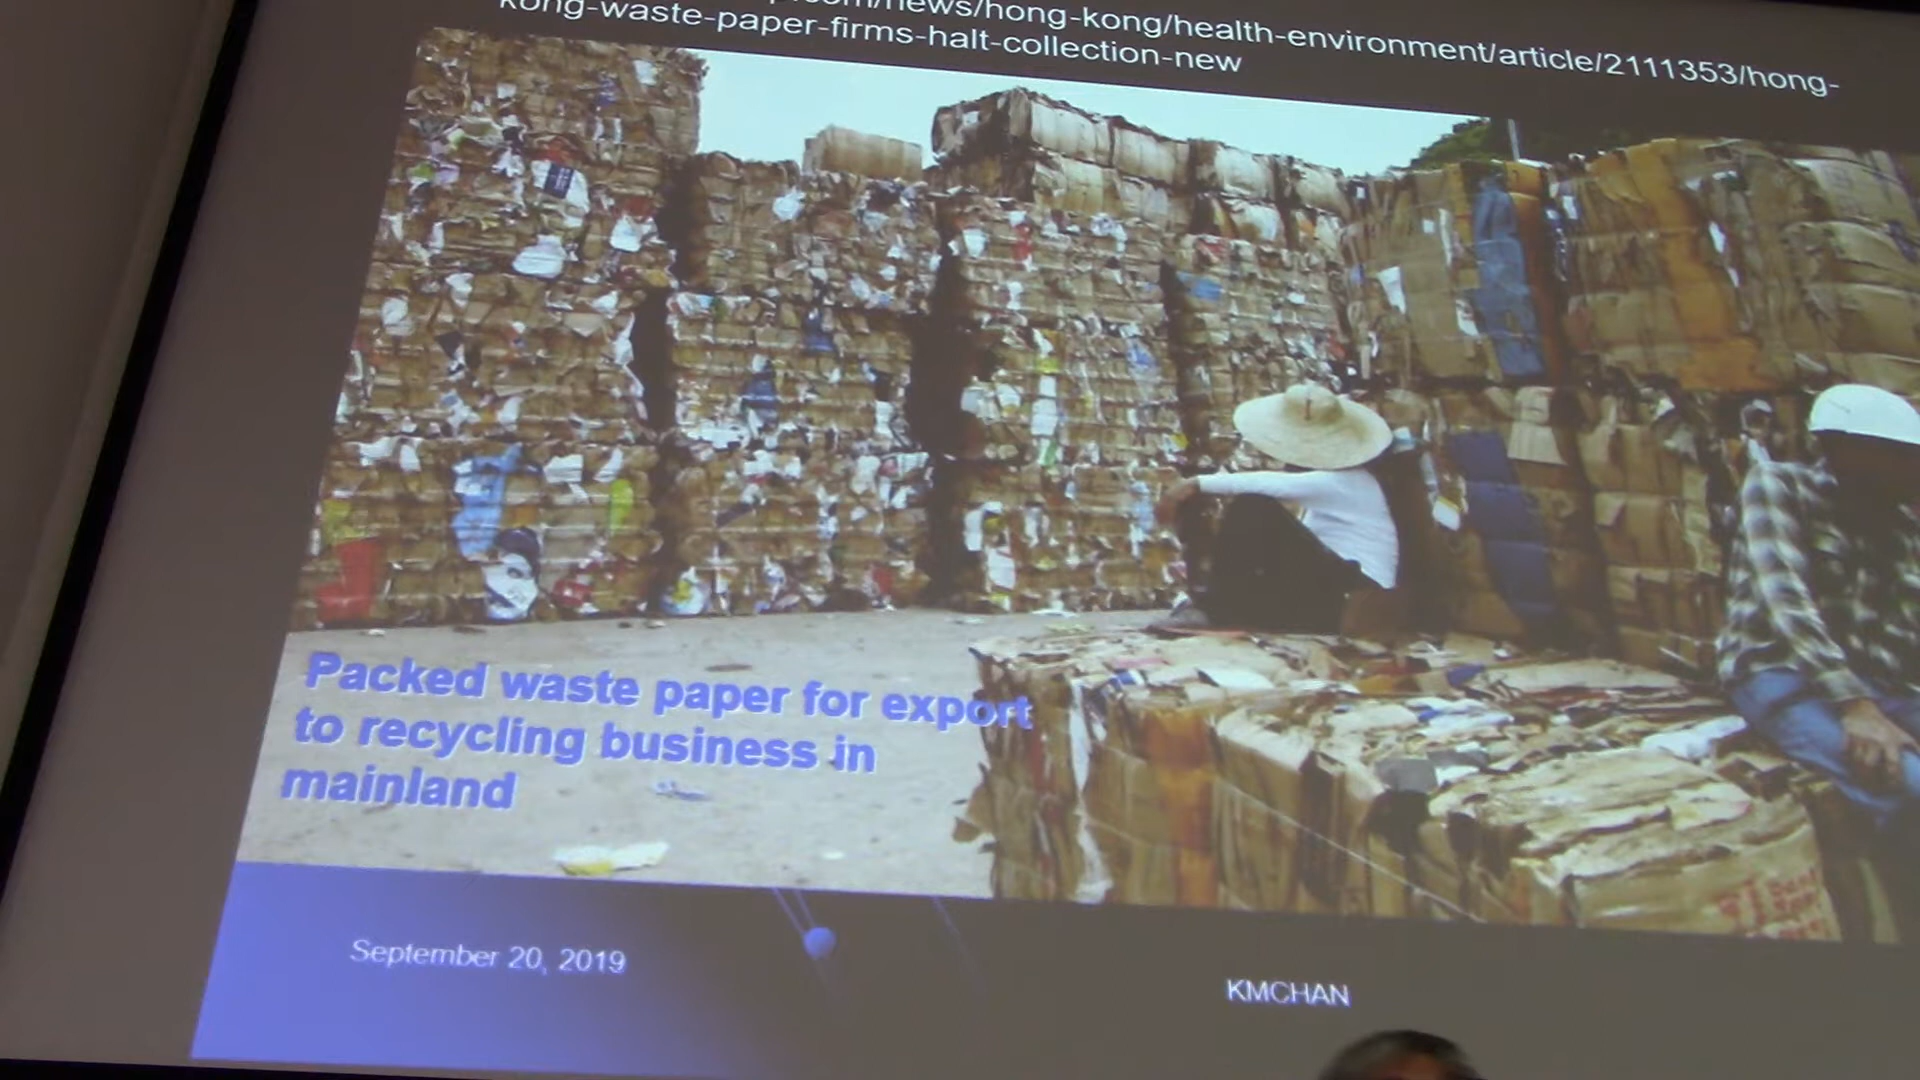 com/news/hong-kong/health-environment/article/2111353/hong-
kong-waste-paper-firms-halt-collection-new
Packed waste paper for export
to recycling business in
mainland
September 20, 2019
KMCHAN